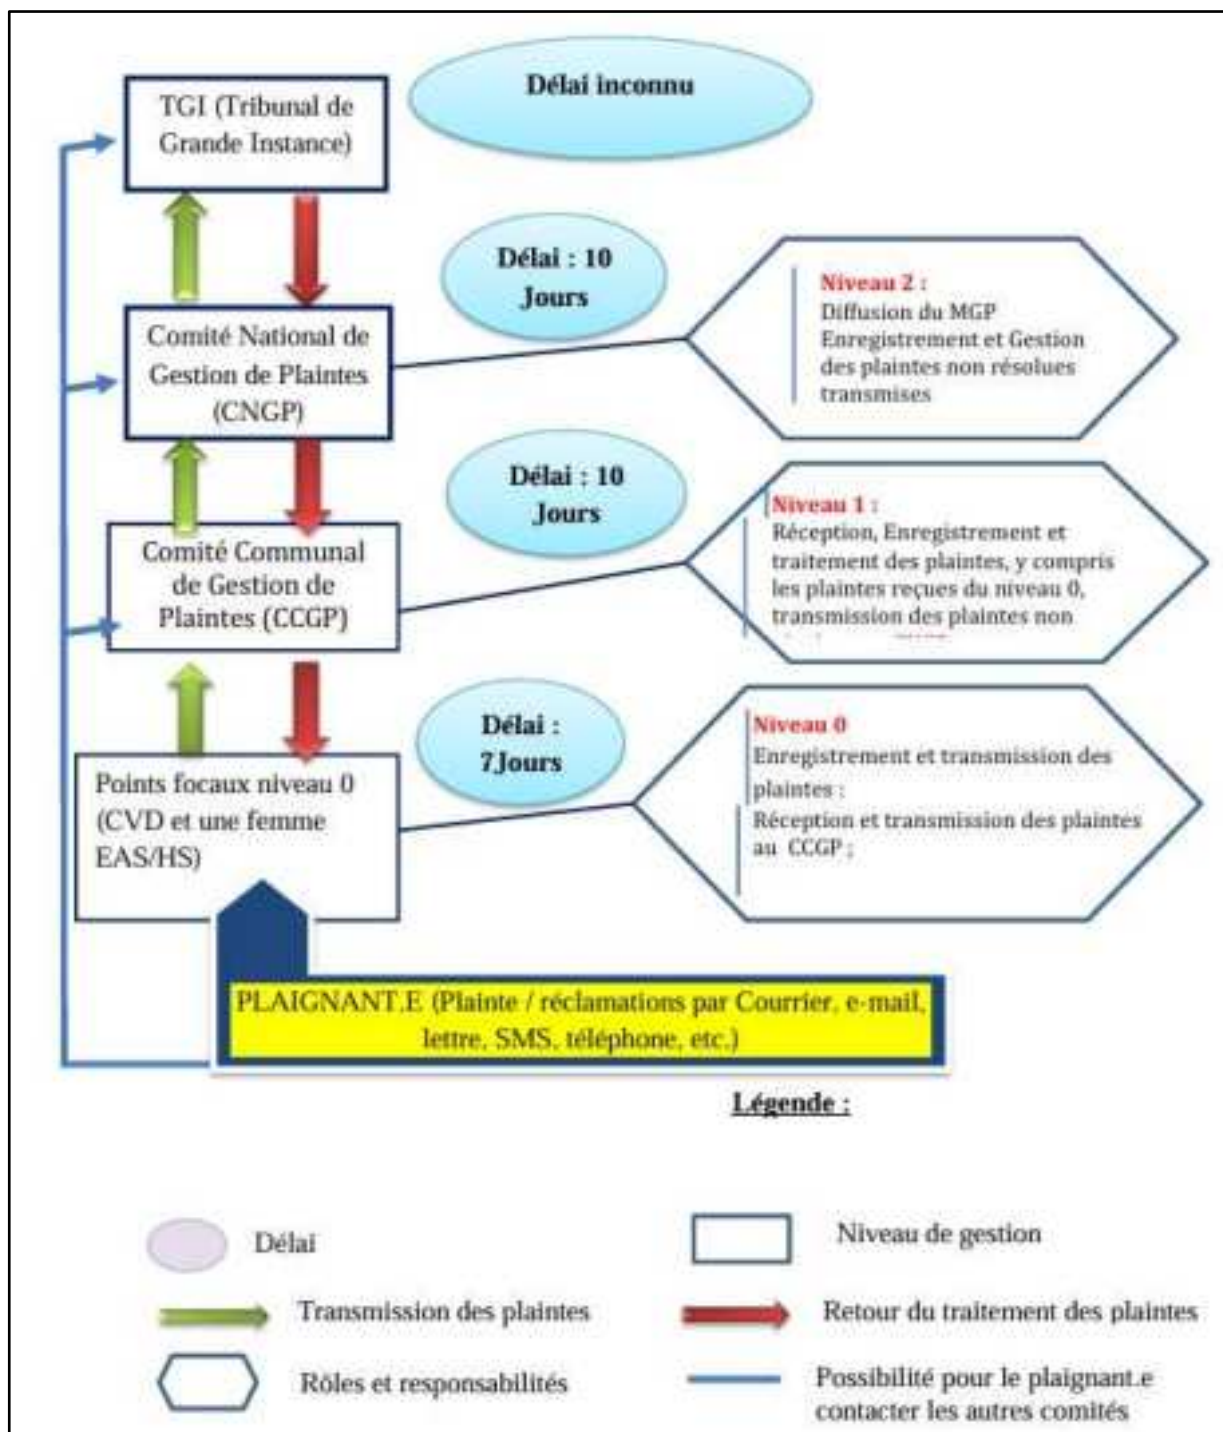 Délai inconnu
TGI (Tribunal de
Grande Instance)
Délai : 10
Jours
Niveau 2 :
Diffusion du MGP
Enregistrement et Gestion
des plaintes non résolues
transmises
Comité National de
Gestion de Plaintes
(CNGP)
Délai : 10
Jours
Niveau 1 :
Réception, Enregistrement et
traitement des plaintes, y compris
les plaintes reçues du niveau 0,
transmission des plaintes non
Comité Communal
de Gestion de
Plaintes (CCGP)
Délai :
7Jours
Niveau 0
Enregistrement et transmission des
plaintes ;
Réception et transmission des plaintes
au CCGP ;
Points focaux niveau 0
(CVD et une femme
EAS/HS)
PLAIGNANT.E (Plainte / réclamations par Courrier, e-mail,
lettre, SMS, téléphone, etc.)
Légende :
Délai
Niveau de gestion
Transmission des plaintes
Retour du traitement des plaintes
Rôles et responsabilités
Possibilité pour le plaignant.e
contacter les autres comités